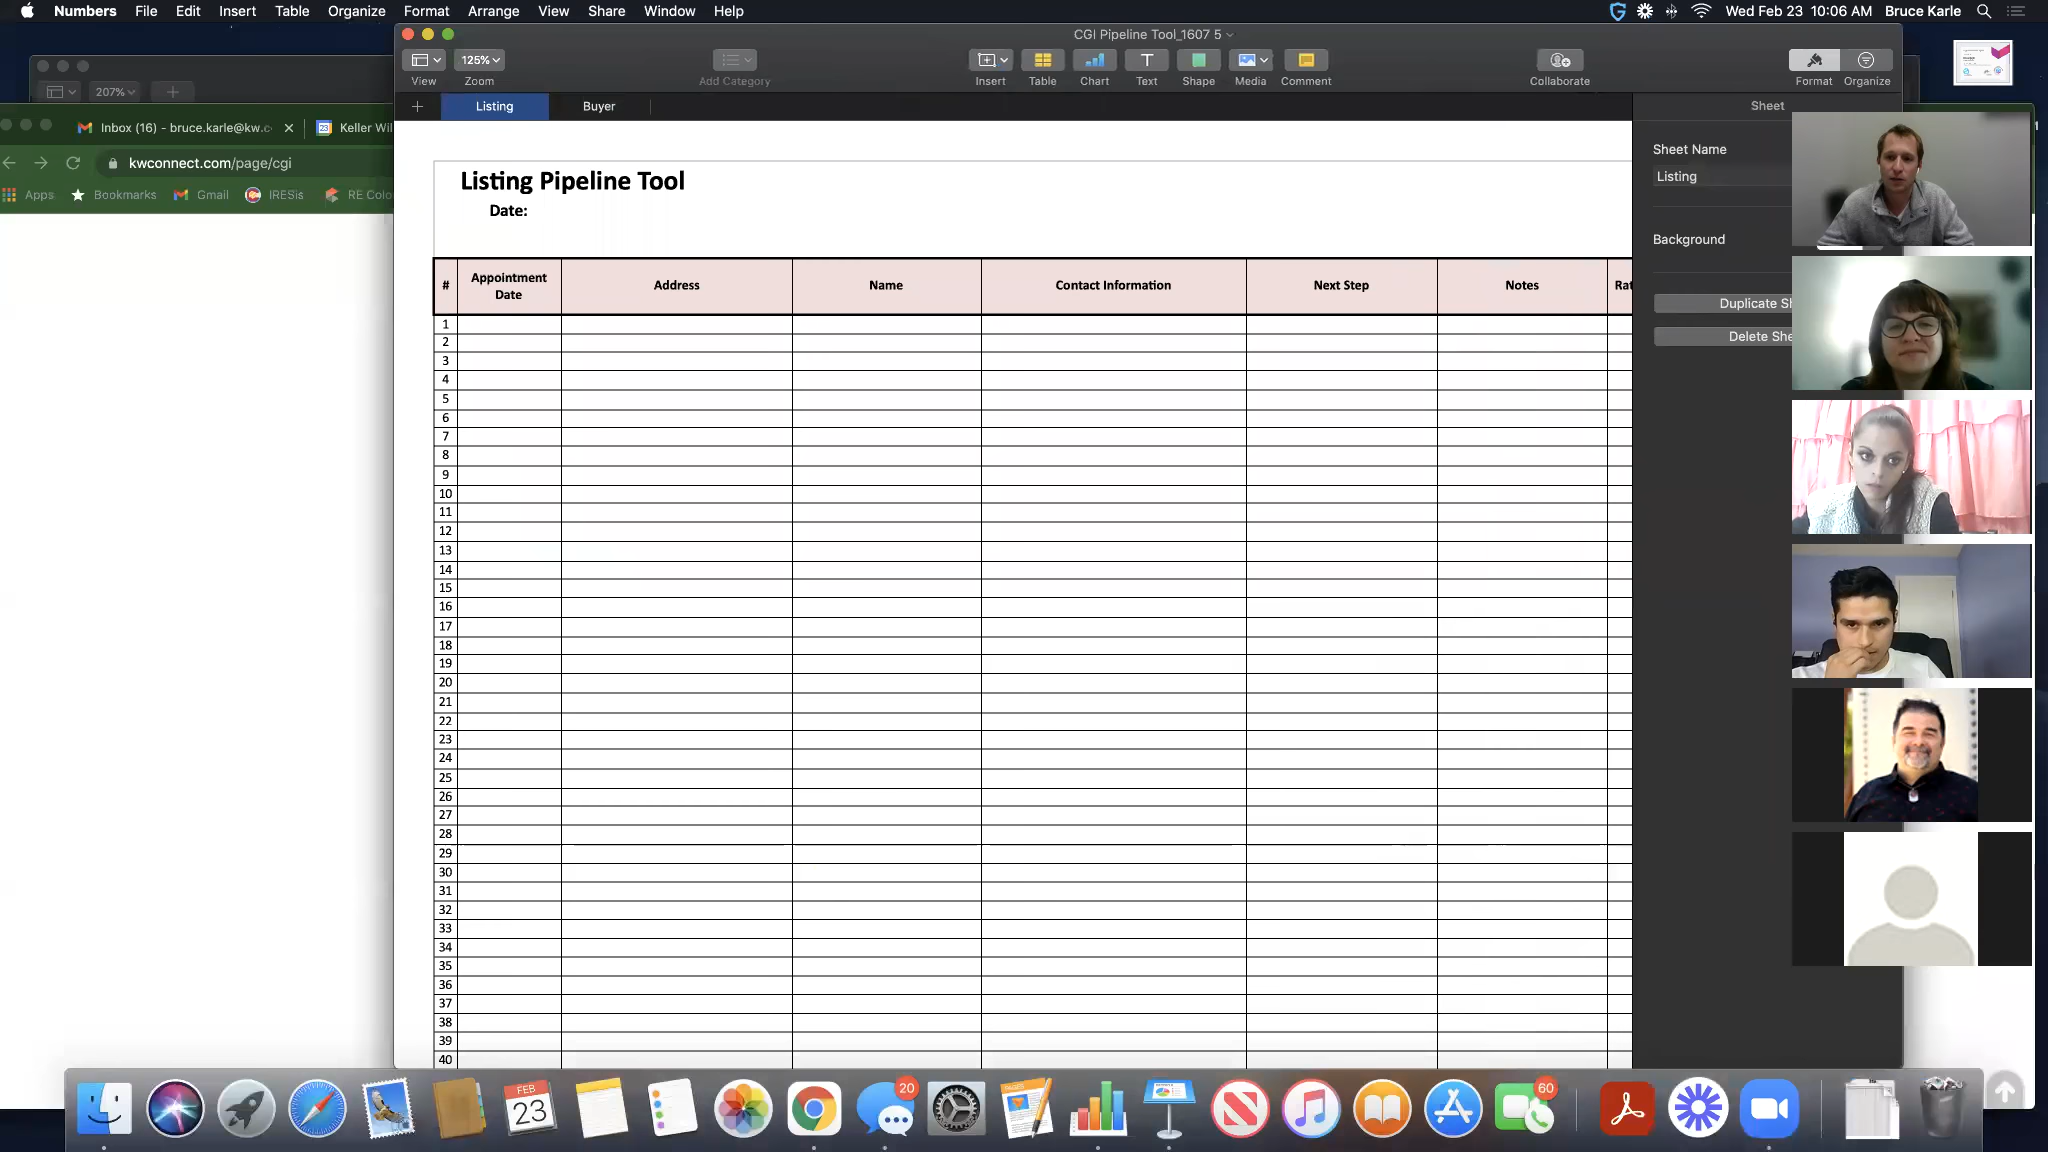 Numbers File Edit Insert Table Organize Format Arrange View Share Window Help
Wed Feb 23 10:06 AM Bruce Karle
CGI Pipeline Tool_1607 5
207%
125%
View Zoom Add Category Insert Table Chart Text Shape Media Comment Collaborate Format Organize
Listing Buyer
Sheet
Inbox (16) - bruce.karle@kw.c
23 Keller Wil
kwconnect.com/page/cgi
Apps Bookmarks Gmail IRESis RE Colo
Sheet Name
Listing
Background
Duplicate Sh
Delete She
Listing Pipeline Tool
Date:
# Appointment Date Address Name Contact Information Next Step Notes Rat
1
2
3
4
5
6
7
8
9
10
11
12
13
14
15
16
17
18
19
20
21
22
23
24
25
26
27
28
29
30
31
32
33
34
35
36
37
38
39
40
FEB
23
20
60